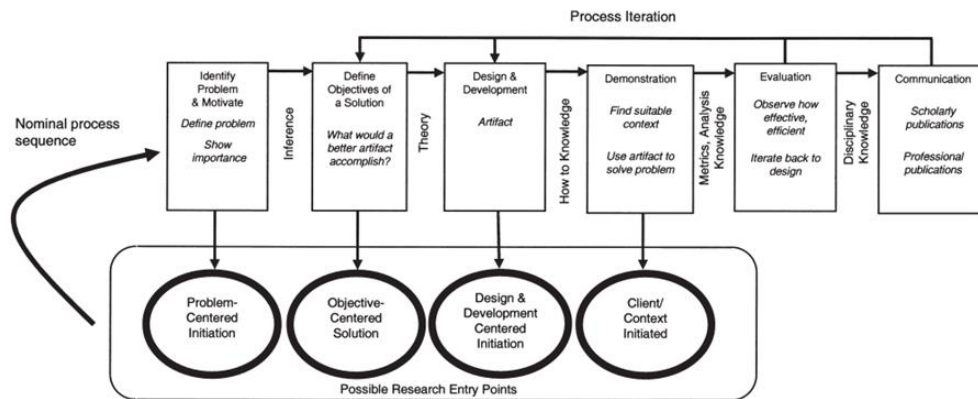 Process Iteration
Nominal process
sequence
Identify
Problem
& Motivate
Define problem
Show
importance
Inference
Define
Objectives of
a Solution
What would a
better artifact
accomplish?
Theory
Design &
Development
Artifact
How to Knowledge
Demonstration
Find suitable
context
Use artifact to
solve problem
Metrics, Analysis
Knowledge
Evaluation
Observe how
effective,
efficient
Iterate back to
design
Disciplinary
Knowledge
Communication
Scholarly
publications
Professional
publications
Problem-
Centered
Initiation
Objective-
Centered
Solution
Design &
Development
Centered
Initiation
Client/
Context
Initiated
Possible Research Entry Points